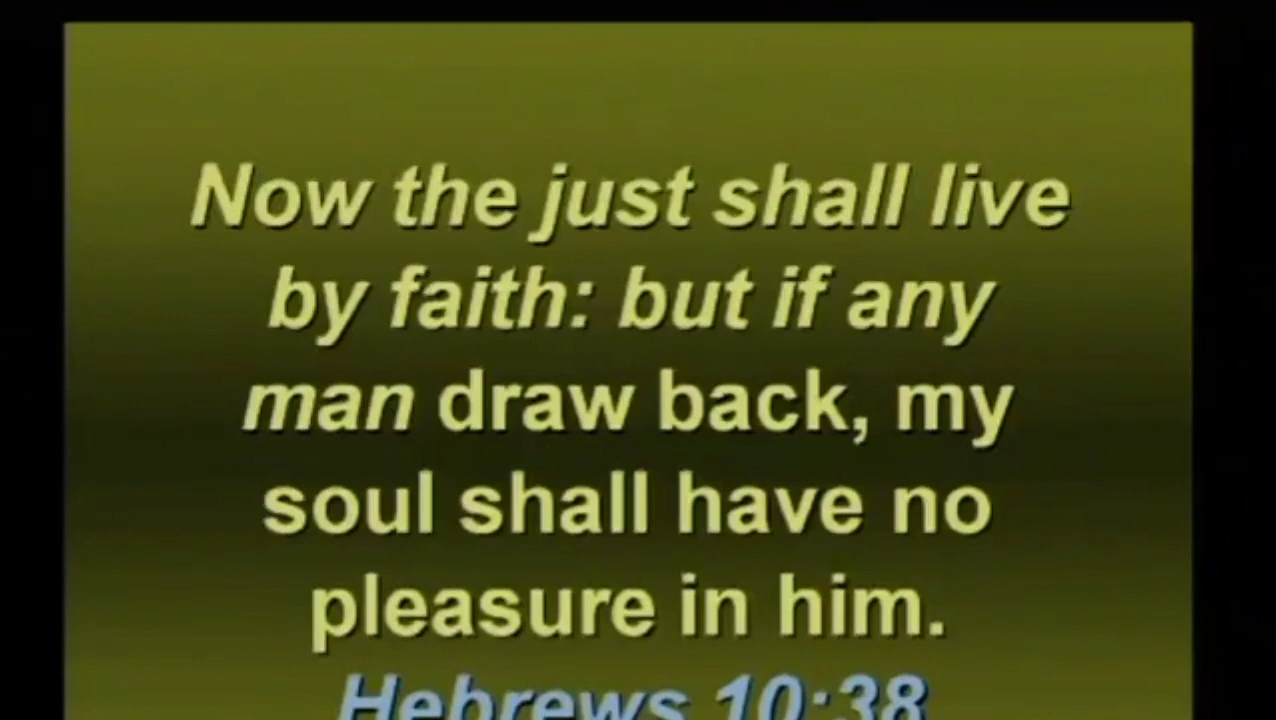 Now the just shall live
by faith: but if any
man draw back, my
soul shall have no
pleasure in him.
Hebrews 10:38